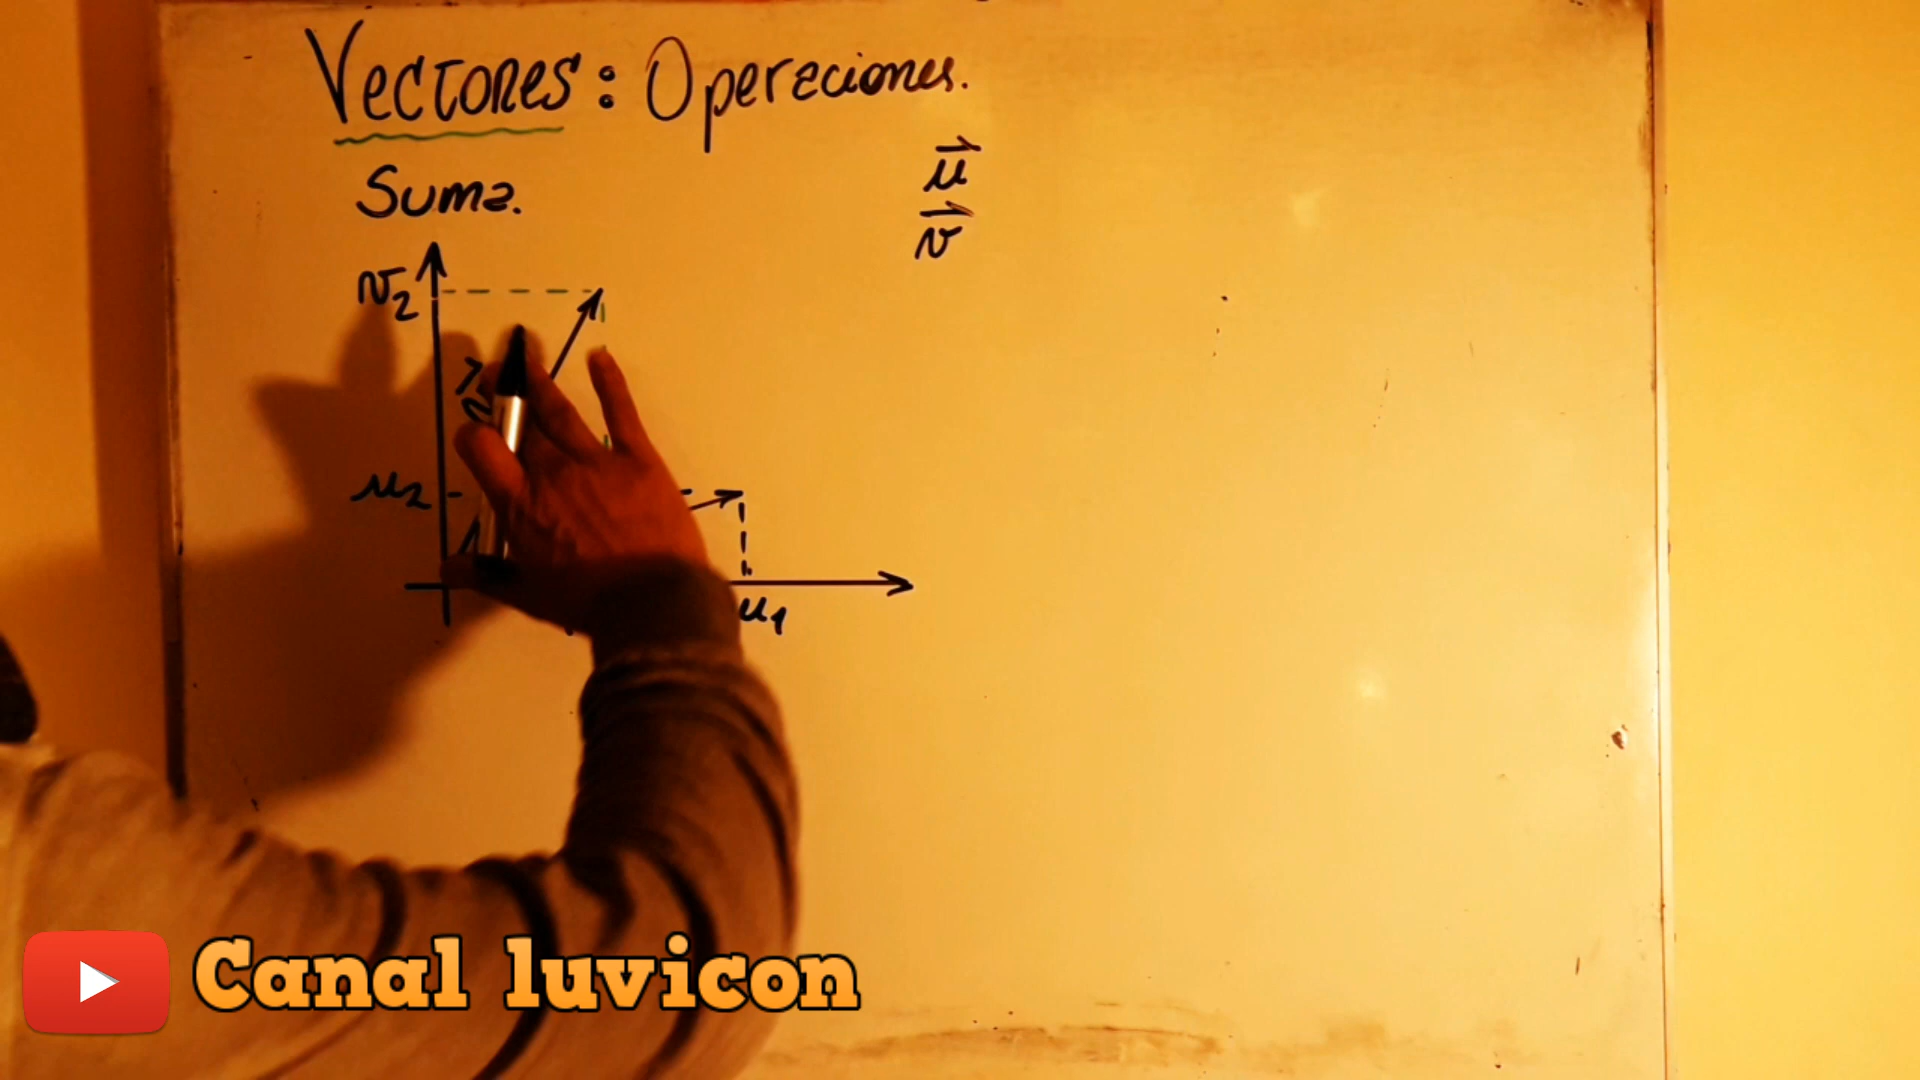 Vectores: Operaciones.
Suma.
u
v
v2
v
u2
u1
Canal luvicon